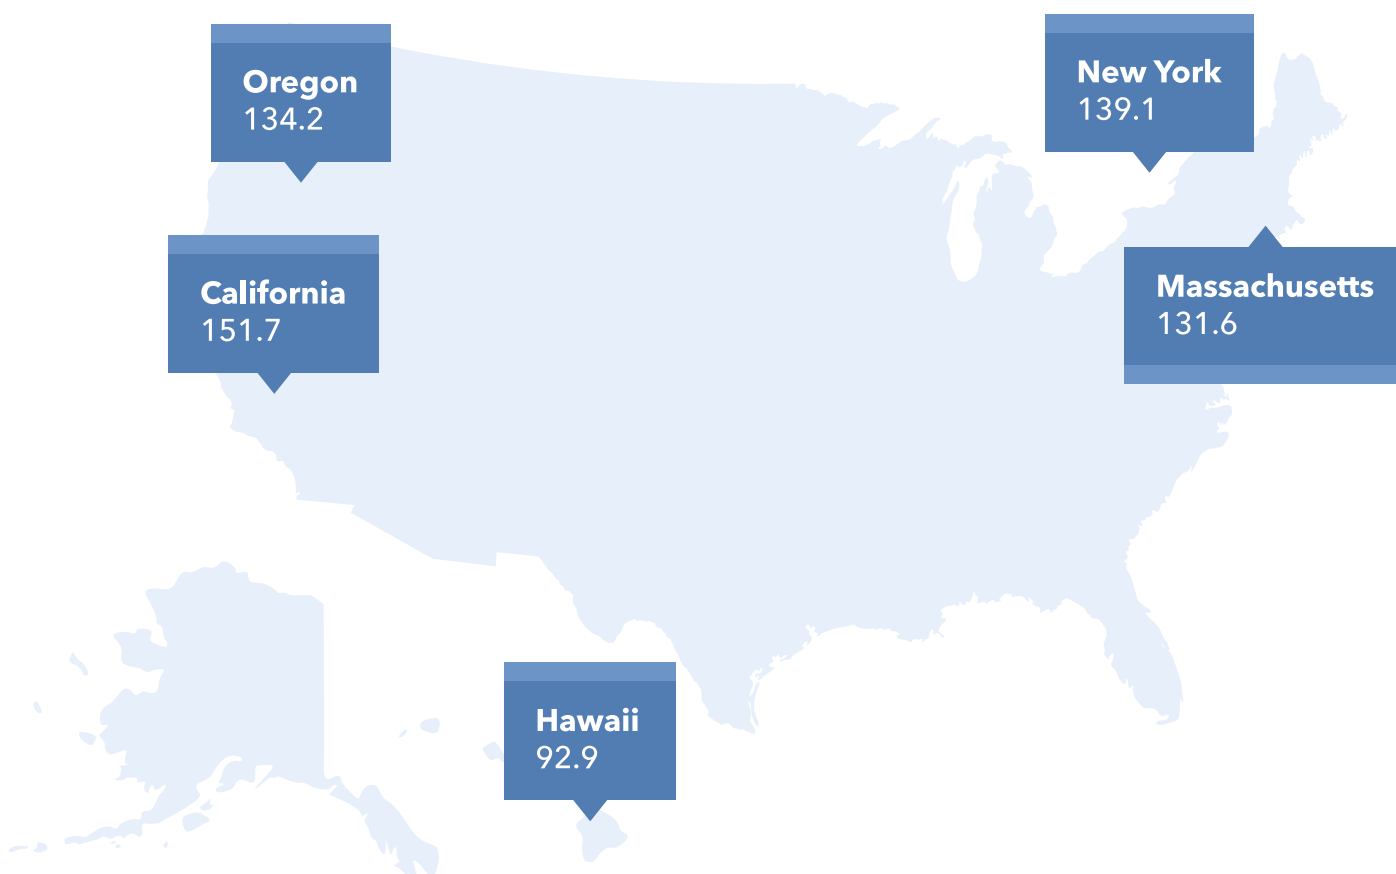 Oregon
134.2
New York
139.1
California
151.7
Massachusetts
131.6
Hawaii
92.9